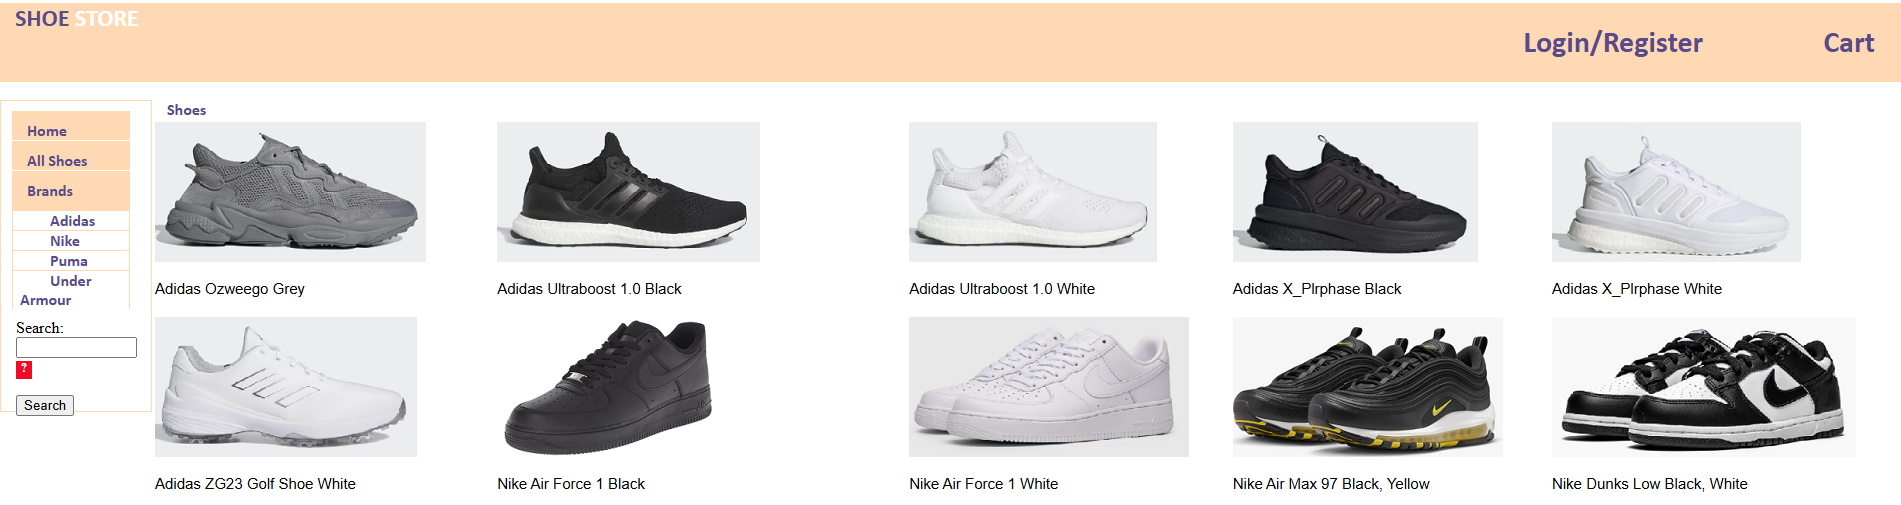 SHOE STORE
Login/Register
Cart
Home
All Shoes
Brands
Adidas
Nike
Puma
Under
Armour
Search:
?
Search
Shoes
Adidas Ozweego Grey
Adidas Ultraboost 1.0 Black
Adidas Ultraboost 1.0 White
Adidas X_Plrphase Black
Adidas X_Plrphase White
Adidas ZG23 Golf Shoe White
Nike Air Force 1 Black
Nike Air Force 1 White
Nike Air Max 97 Black, Yellow
Nike Dunks Low Black, White